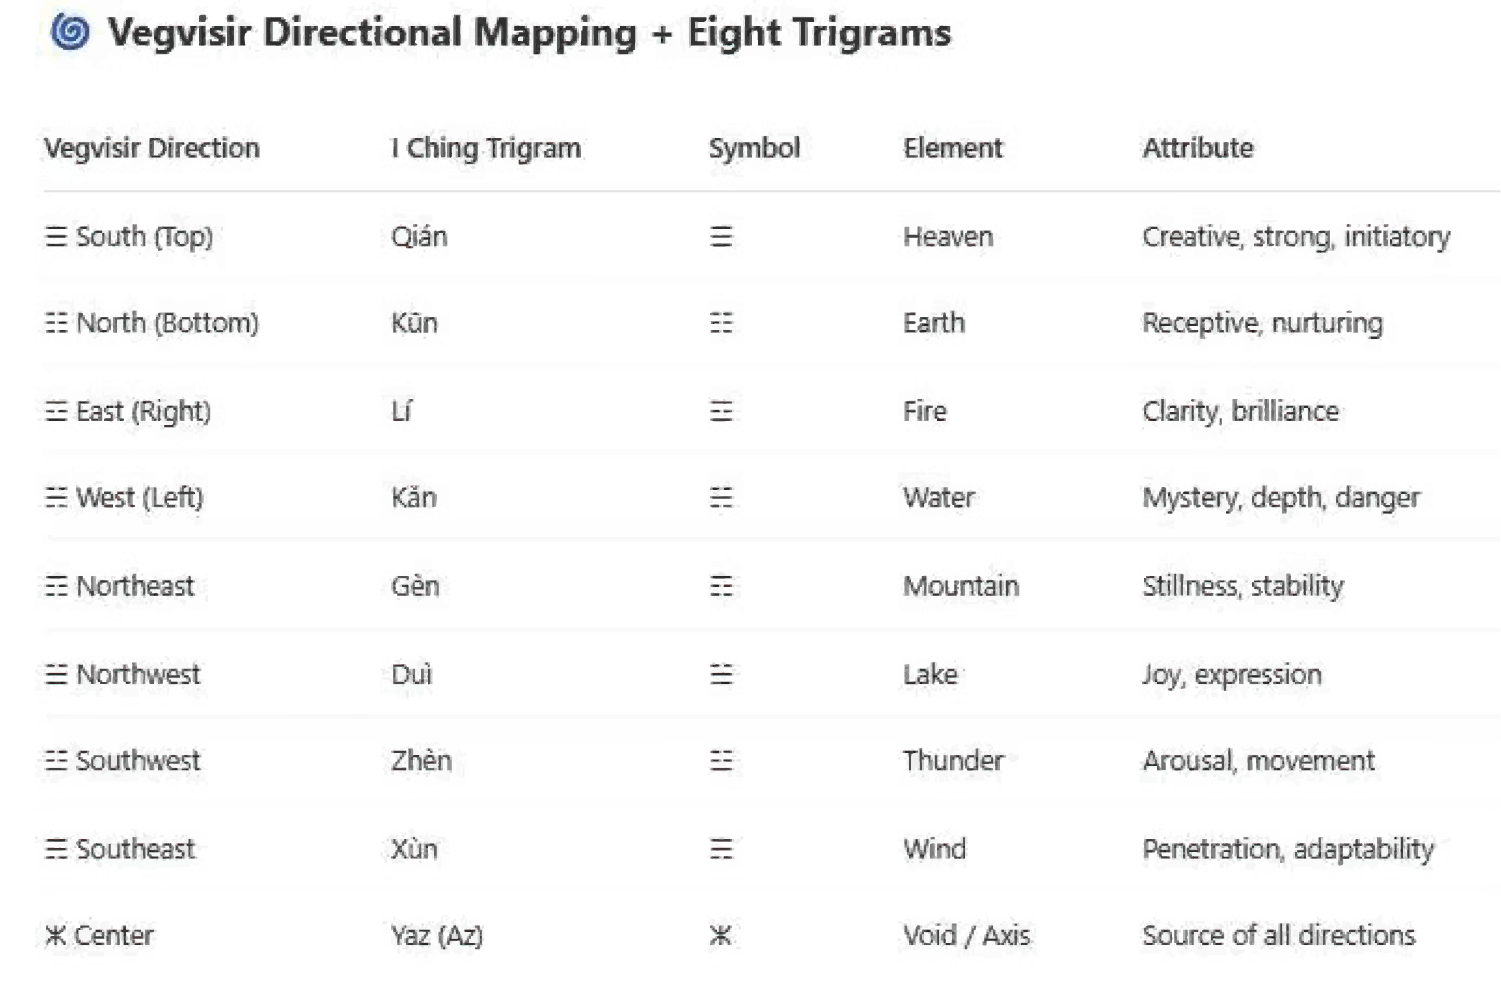 🌀 Vegvisir Directional Mapping + Eight Trigrams
Vegvisir Direction I Ching Trigram Symbol Element Attribute
☰ South (Top) Qián ☰ Heaven Creative, strong, initiatory
☷ North (Bottom) Kūn ☷ Earth Receptive, nurturing
☲ East (Right) Lí ☲ Fire Clarity, brilliance
☵ West (Left) Kǎn ☵ Water Mystery, depth, danger
☶ Northeast Gèn ☶ Mountain Stillness, stability
☱ Northwest Duì ☱ Lake Joy, expression
☳ Southwest Zhèn ☳ Thunder Arousal, movement
☴ Southeast Xùn ☴ Wind Penetration, adaptability
Ж Center Yaz (Az) Ж Void / Axis Source of all directions